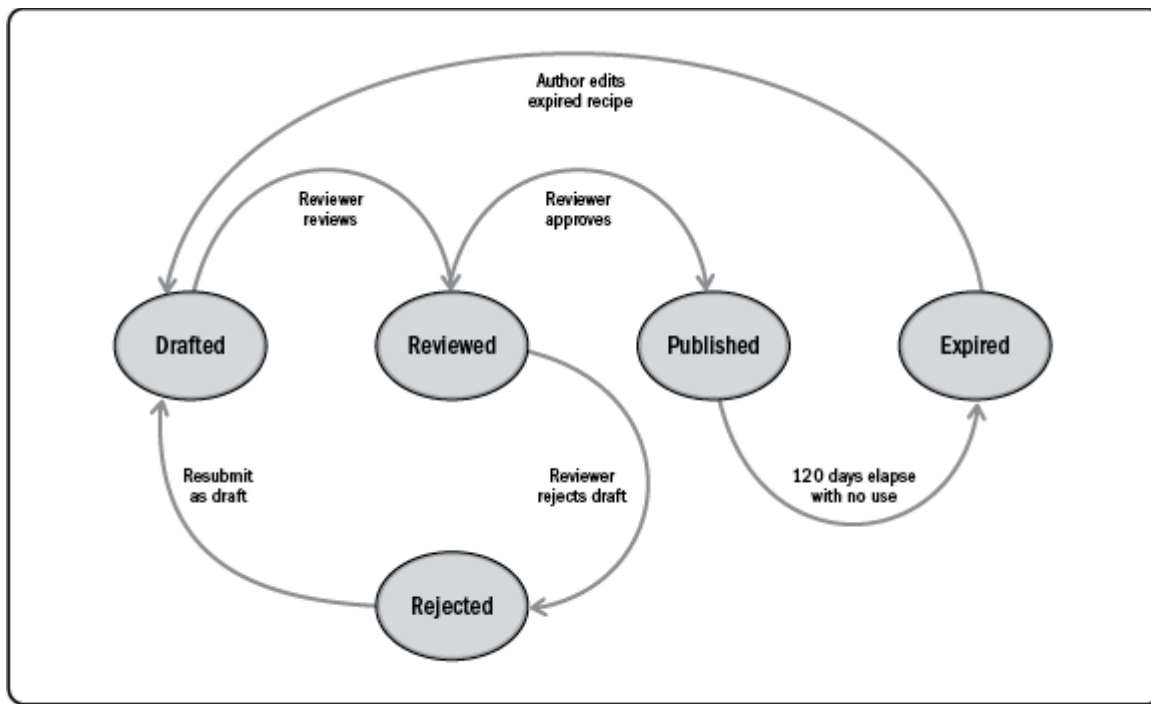 Author edits
expired recipe
Reviewer
reviews
Reviewer
approves
Drafted
Reviewed
Published
Expired
Resubmit
as draft
Reviewer
rejects draft
120 days elapse
with no use
Rejected